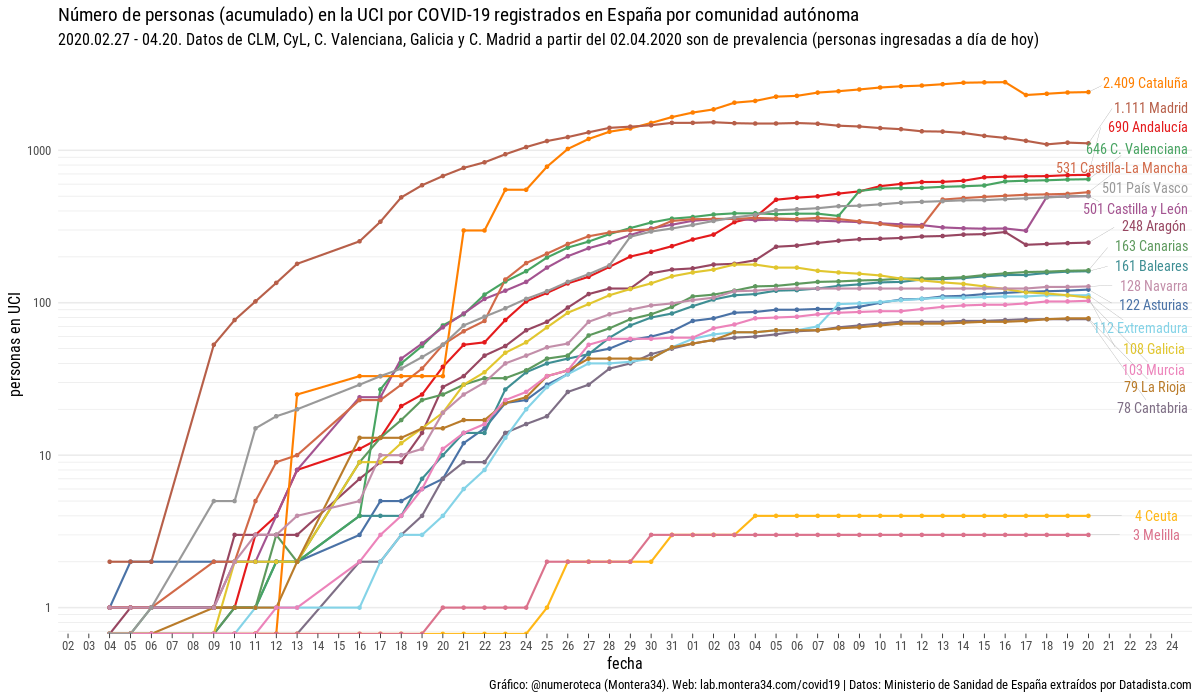 Número de personas (acumulado) en la UCI por COVID-19 registrados en España por comunidad autónoma
2020.02.27 - 04.20. Datos de CLM, CyL, C. Valenciana, Galicia y C. Madrid a partir del 02.04.2020 son de prevalencia (personas ingresadas a día de hoy)
personas en UCI
1000
100
10
1
2.409 Cataluña
1.111 Madrid
690 Andalucía
646 C. Valenciana
531 Castilla-La Mancha
501 País Vasco
501 Castilla y León
248 Aragón
163 Canarias
161 Baleares
128 Navarra
122 Asturias
112 Extremadura
108 Galicia
103 Murcia
79 La Rioja
78 Cantabria
4 Ceuta
3 Melilla
02 03 04 05 06 07 08 09 10 11 12 13 14 15 16 17 18 19 20 21 22 23 24 25 26 27 28 29 30 31 01 02 03 04 05 06 07 08 09 10 11 12 13 14 15 16 17 18 19 20 21 22 23 24
fecha
Gráfico: @numeroteca (Montera34). Web: lab.montera34.com/covid19 | Datos: Ministerio de Sanidad de España extraídos por Datadista.com